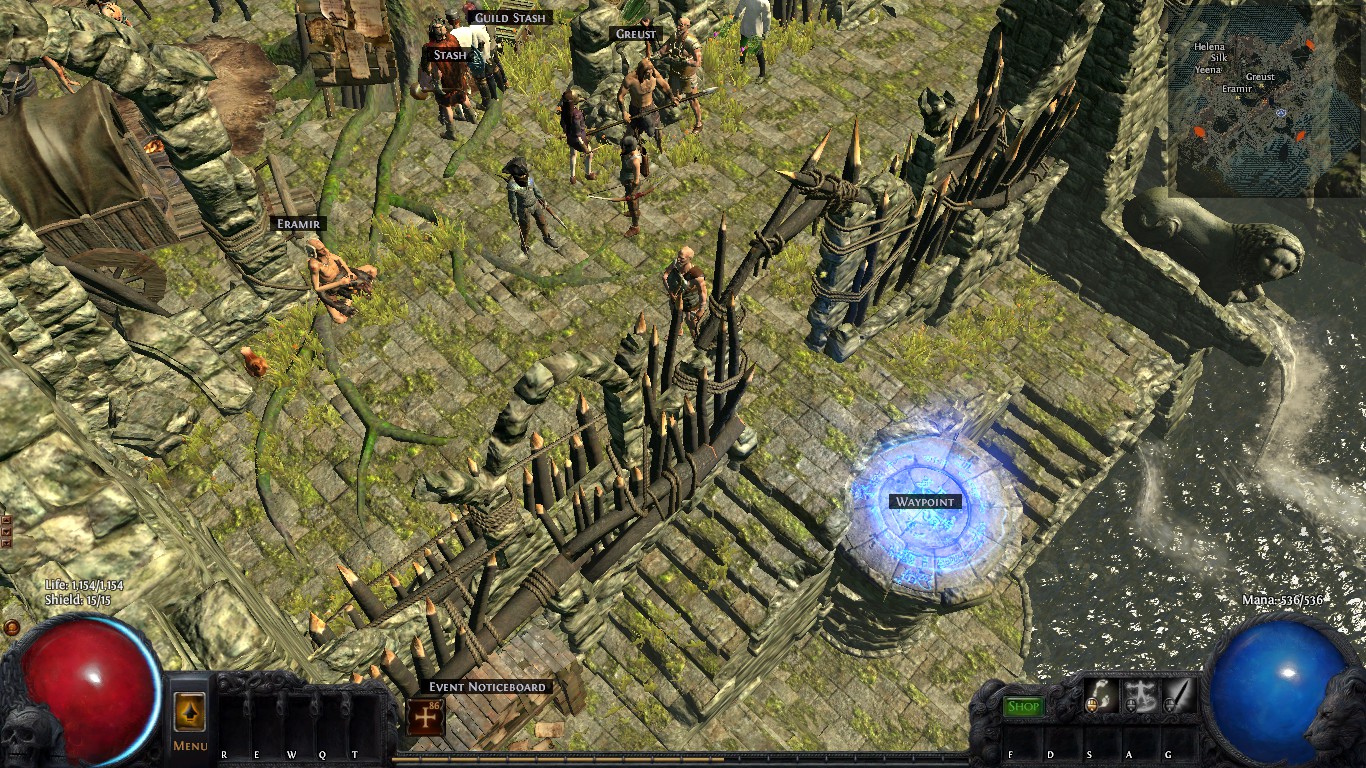 GUILD STASH
GREUST
STASH
Helena
Silk
Yeena
Greust
Eramir
ERAMIR
WAYPOINT
Life: 1,154/1,154
Shield: 15/15
Mana: 536/536
EVENT NOTICEBOARD
86
SHOP
MENU
R E W Q T
F D S A G